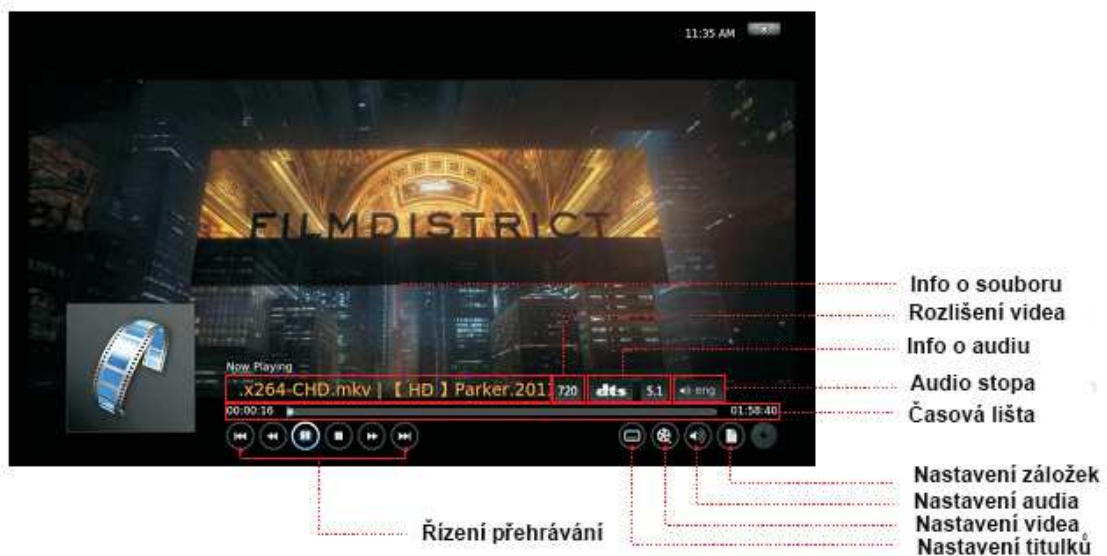 11:35 AM
FILMDISTRICT
Info o souboru
Rozlišení videa
Info o audiu
Now Playing
.x264-CHD.mkv | 【 HD 】 Parker.201
720
dts
5.1
eng
Audio stopa
00:00:16
01:58:40
Časová lišta
Nastavení záložek
Nastavení audia
Nastavení videa
Nastavení titulků
Řízení přehrávání